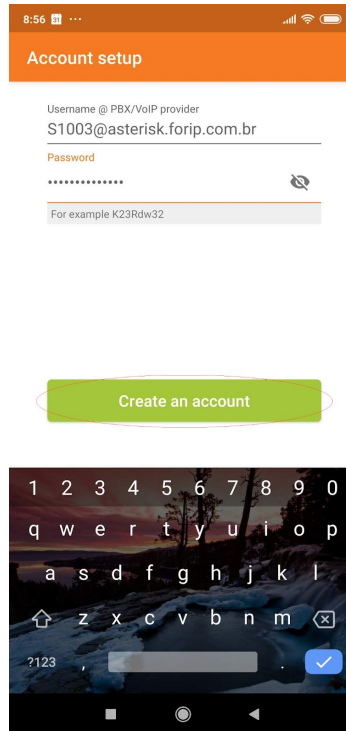 8:56 31 ...
Account setup
Username @ PBX/VoIP provider
S1003@asterisk.forip.com.br
Password
••••••••••••••
For example K23Rdw32
Create an account
1 2 3 4 5 6 7 8 9 0
q w e r t y u i o p
a s d f g h j k l
z x c v b n m
?123 , .